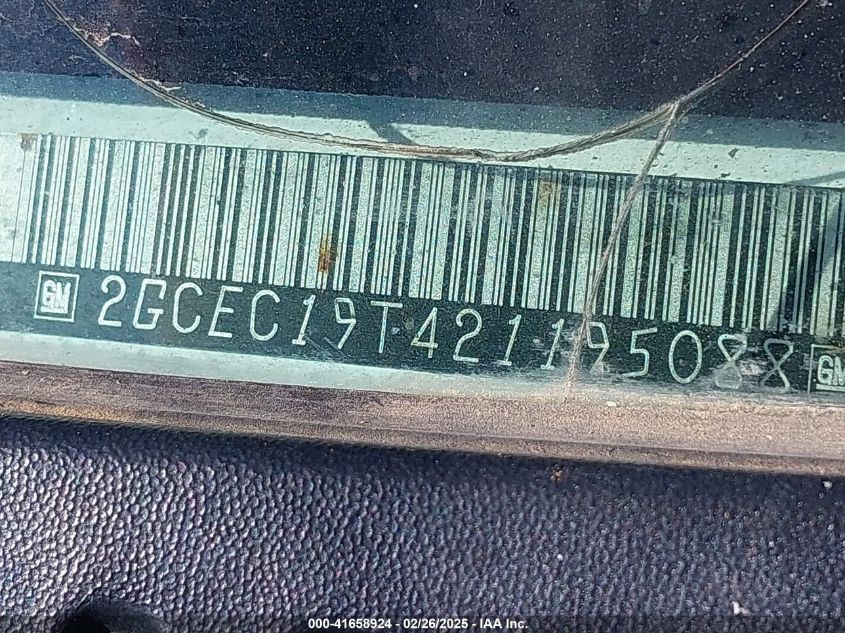 GM 2GCEC19T421195088 GM
000-41658924 - 02/26/2025 - IAA, Inc.